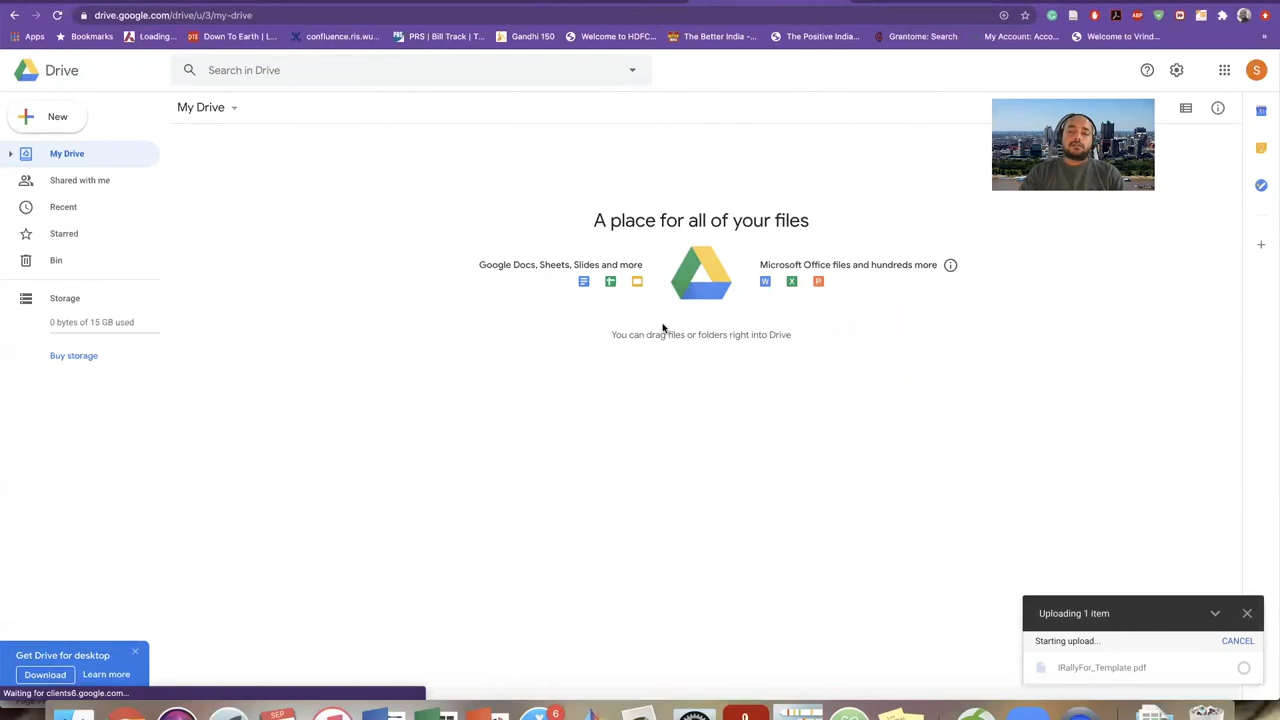 drive.google.com/drive/u/3/my-drive
Apps
Bookmarks
Loading...
DTE Down To Earth | L...
confluence.ris.wu...
PRS PRS | Bill Track | T...
Gandhi 150
Welcome to HDFC...
The Better India -...
The Positive India...
Grantome: Search
My Account: Acco...
Welcome to Vrind...
»
Drive
Search in Drive
S
New
My Drive
My Drive
Shared with me
Recent
Starred
Bin
Storage
0 bytes of 15 GB used
Buy storage
A place for all of your files
Google Docs, Sheets, Slides and more
Microsoft Office files and hundreds more
W X P
You can drag files or folders right into Drive
Uploading 1 item
Starting upload...
CANCEL
IRallyFor_Template.pdf
Get Drive for desktop
Download
Learn more
Waiting for clients6.google.com...
SEP
6